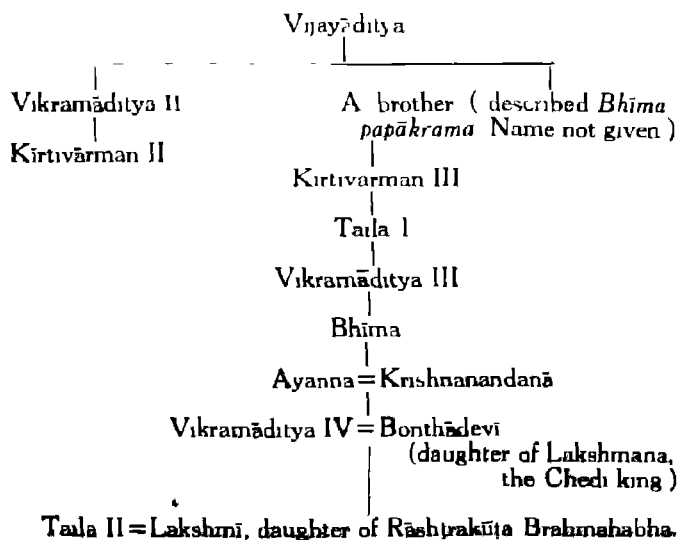 Vijayāditya
Vikramāditya II
A brother ( described Bhīma
papākrama Name not given )
Kīrtivārman II
Kīrtivarman III
Taila I
Vikramāditya III
Bhīma
Ayanna=Krishnanandanā
Vikramāditya IV=Bonthādevī
(daughter of Lakshmana,
the Chedi king )
Taila II=Lakshmī, daughter of Rāshṭrakūṭa Brahmahabha.